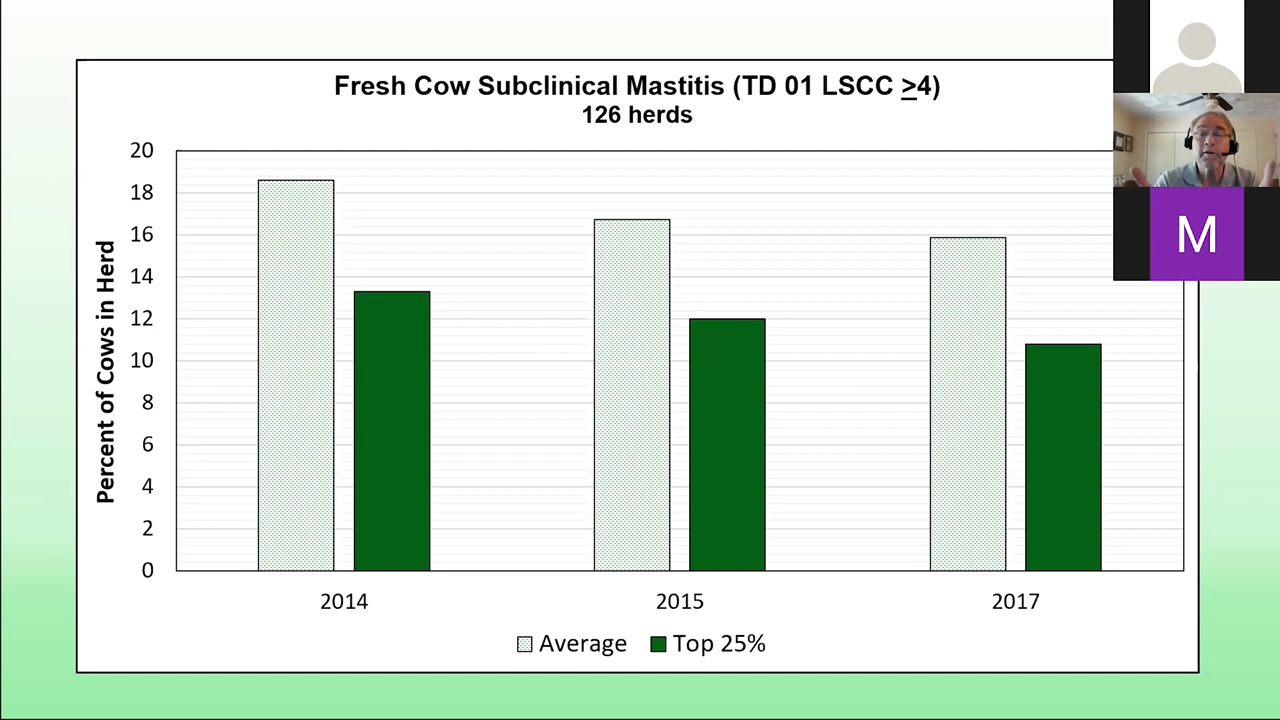 Fresh Cow Subclinical Mastitis (TD 01 LSCC >4)
126 herds
Percent of Cows in Herd
20
18
16
14
12
10
8
6
4
2
0
2014 2015 2017
Average Top 25%
M